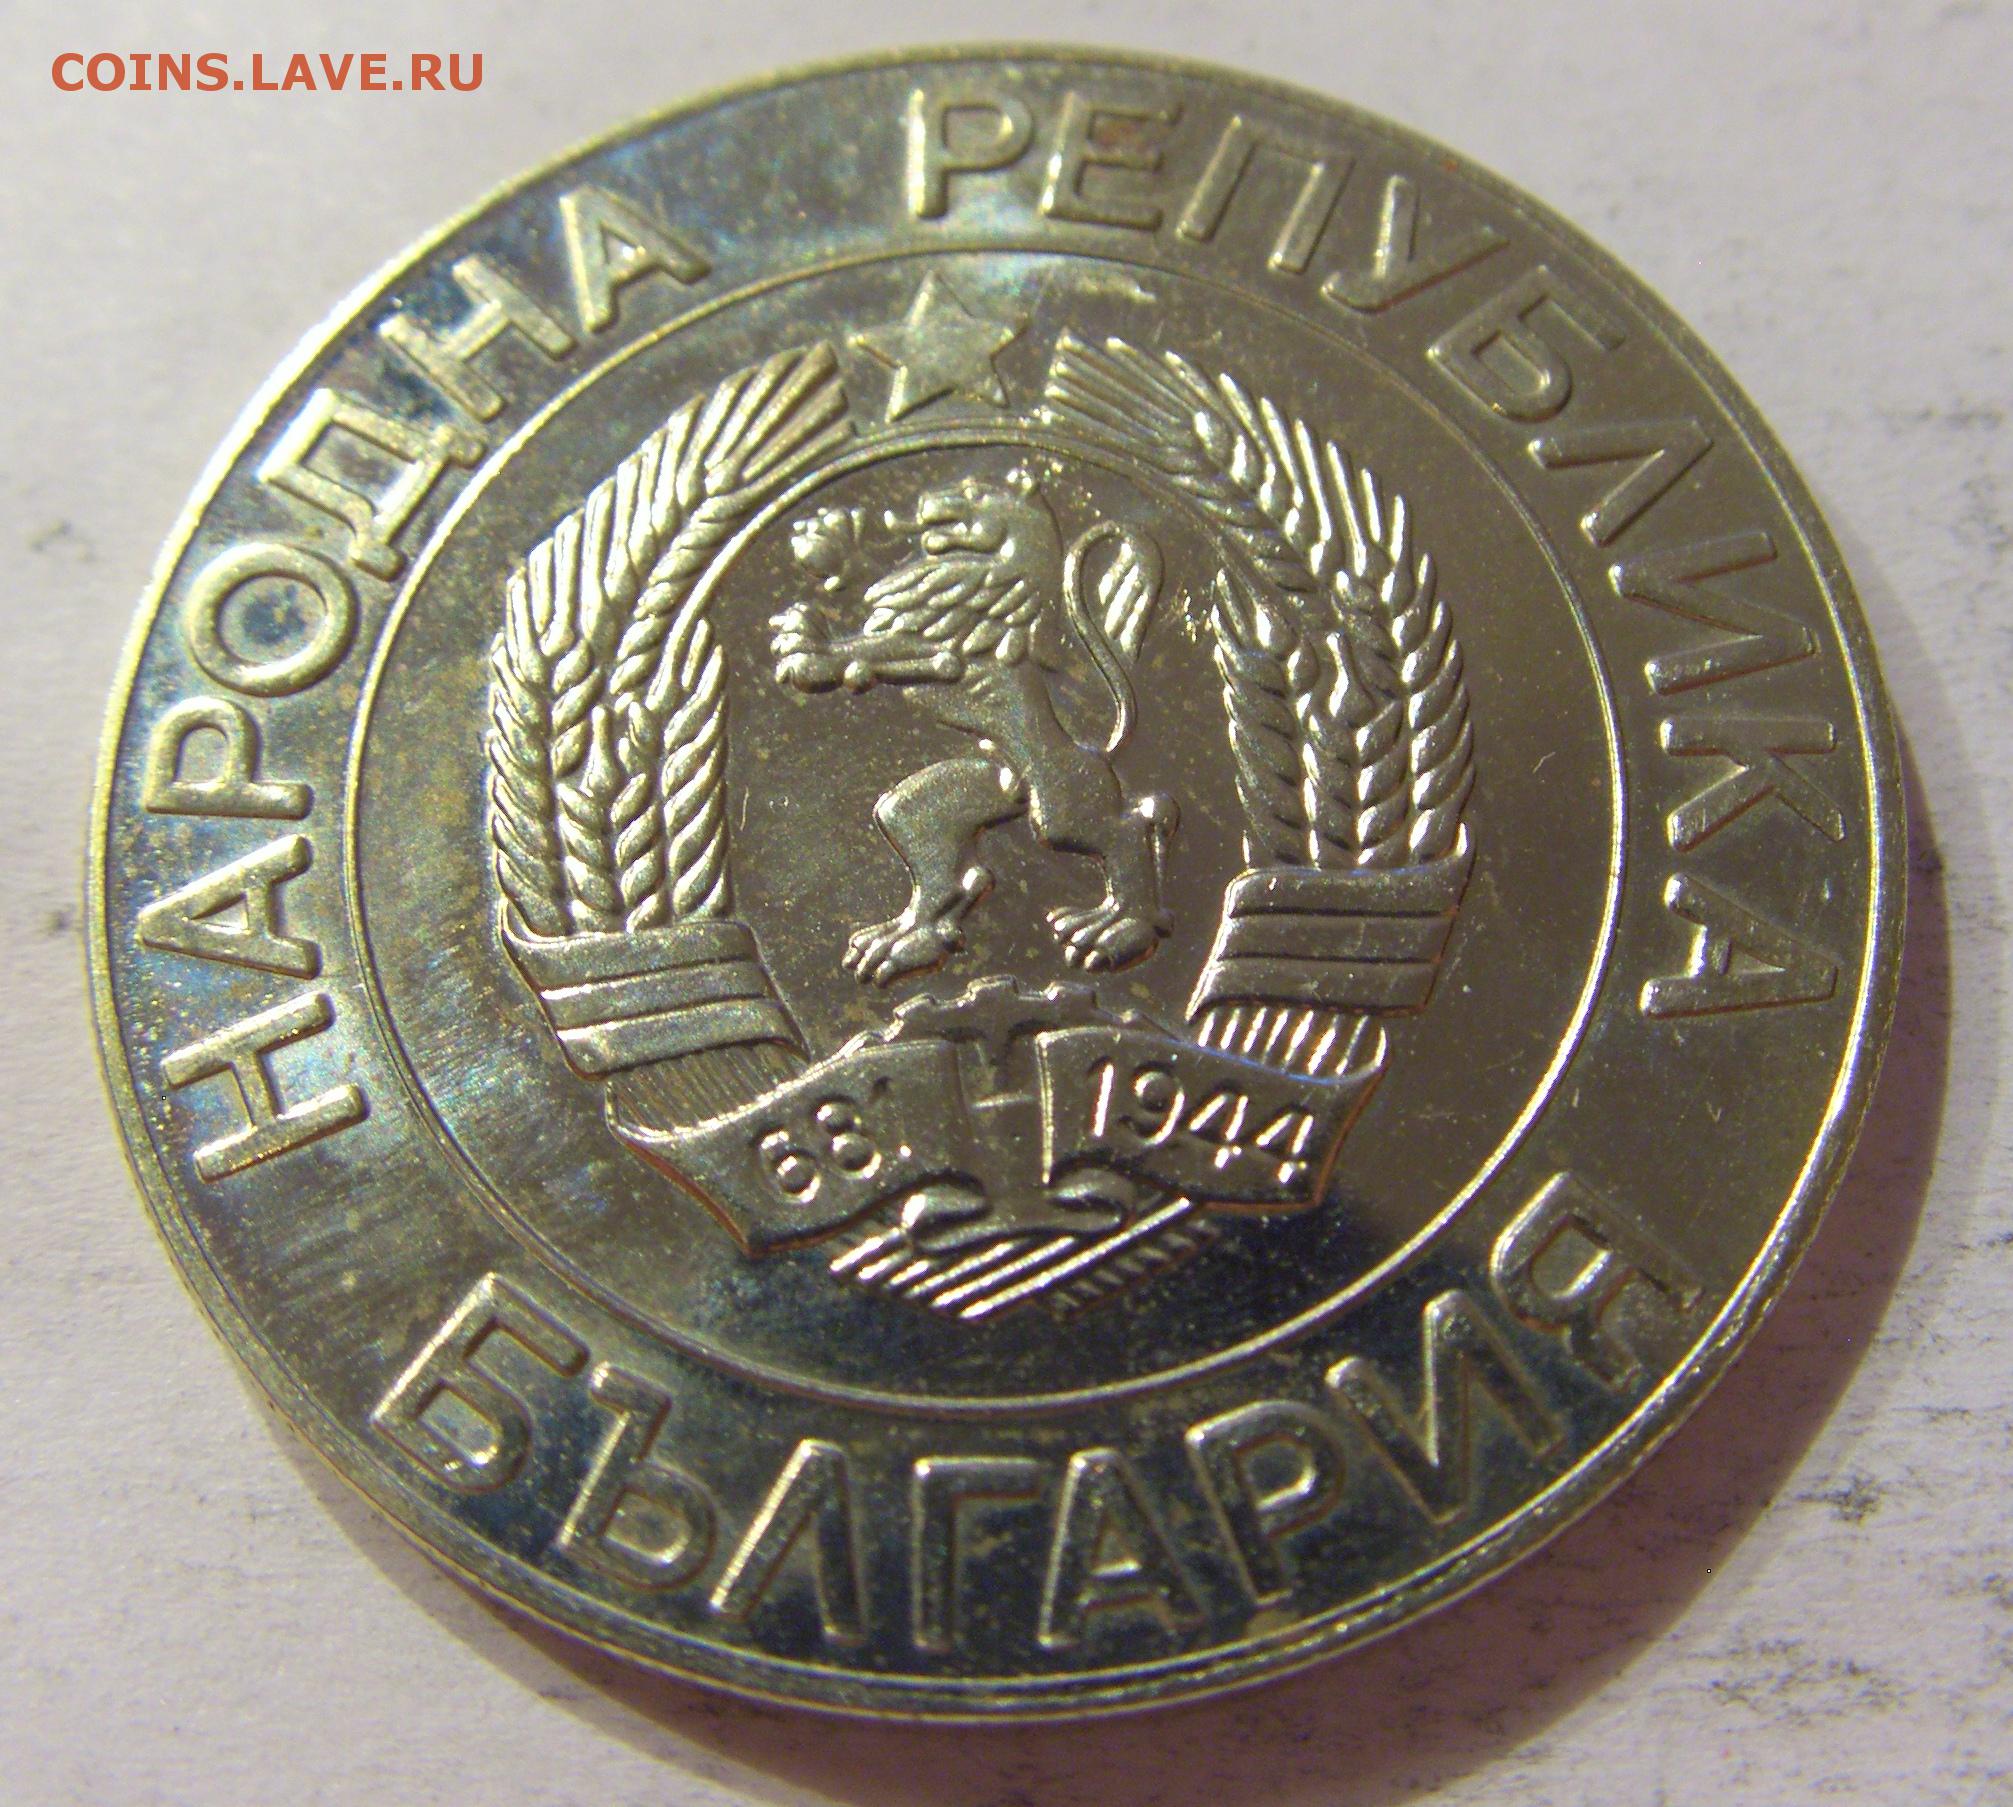 COINS.LAVE.RU
НАРОДНА РЕПУБЛИКА
681 1944
БЪЛГАРИЯ